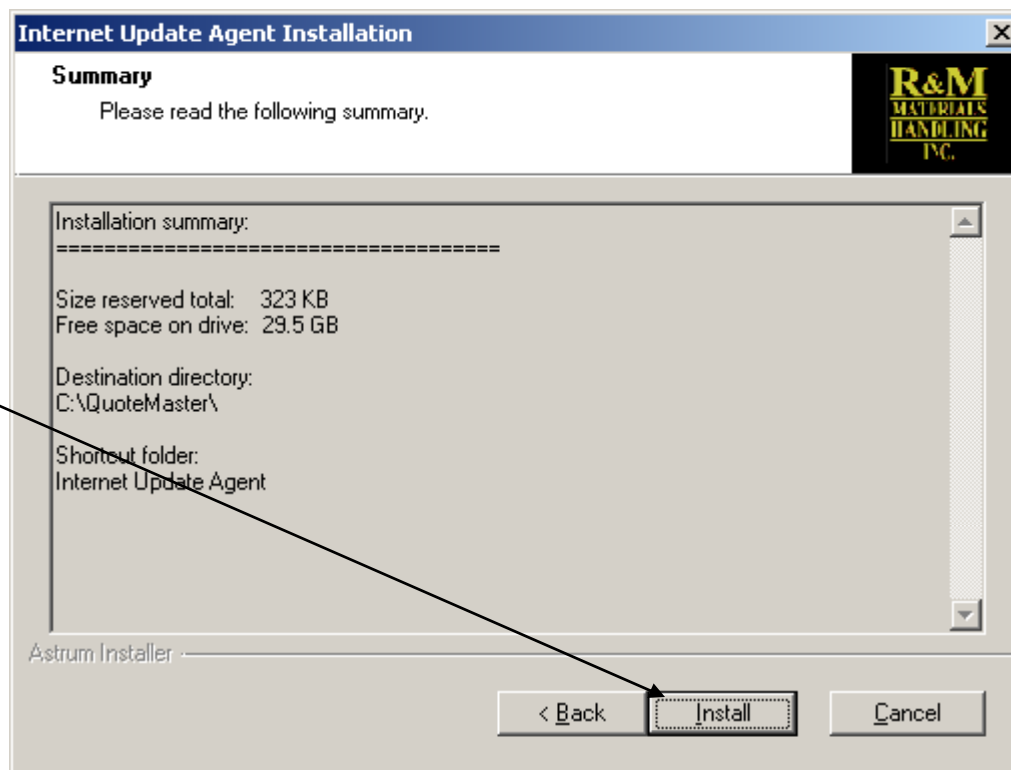 Internet Update Agent Installation
Summary
Please read the following summary.
R&M
MATERIALS
HANDLING
INC.
Installation summary:
=====================================
Size reserved total: 323 KB
Free space on drive: 29.5 GB
Destination directory:
C:\QuoteMaster\
Shortcut folder:
Internet Update Agent
Astrum Installer
< Back
Install
Cancel